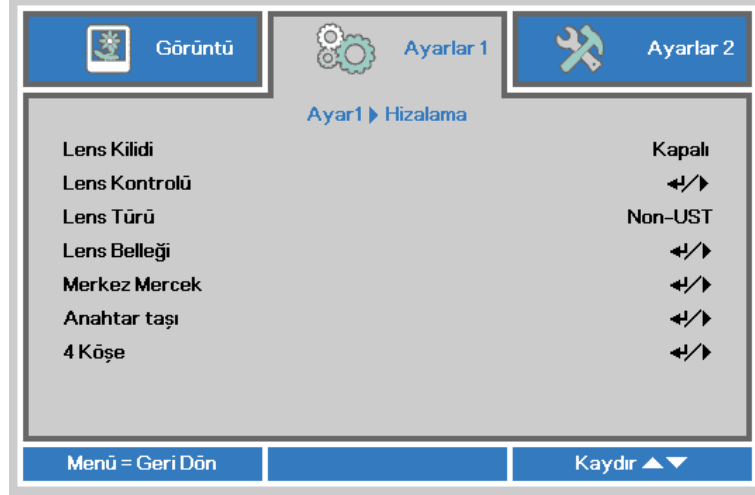 Görüntü Ayarlar 1 Ayarlar 2
Ayar1 ▶ Hizalama
Lens Kilidi Kapalı
Lens Kontrolü ↵/▶
Lens Türü Non-UST
Lens Belleği ↵/▶
Merkez Mercek ↵/▶
Anahtar taşı ↵/▶
4 Köşe ↵/▶
Menü = Geri Dön Kaydır ▲▼